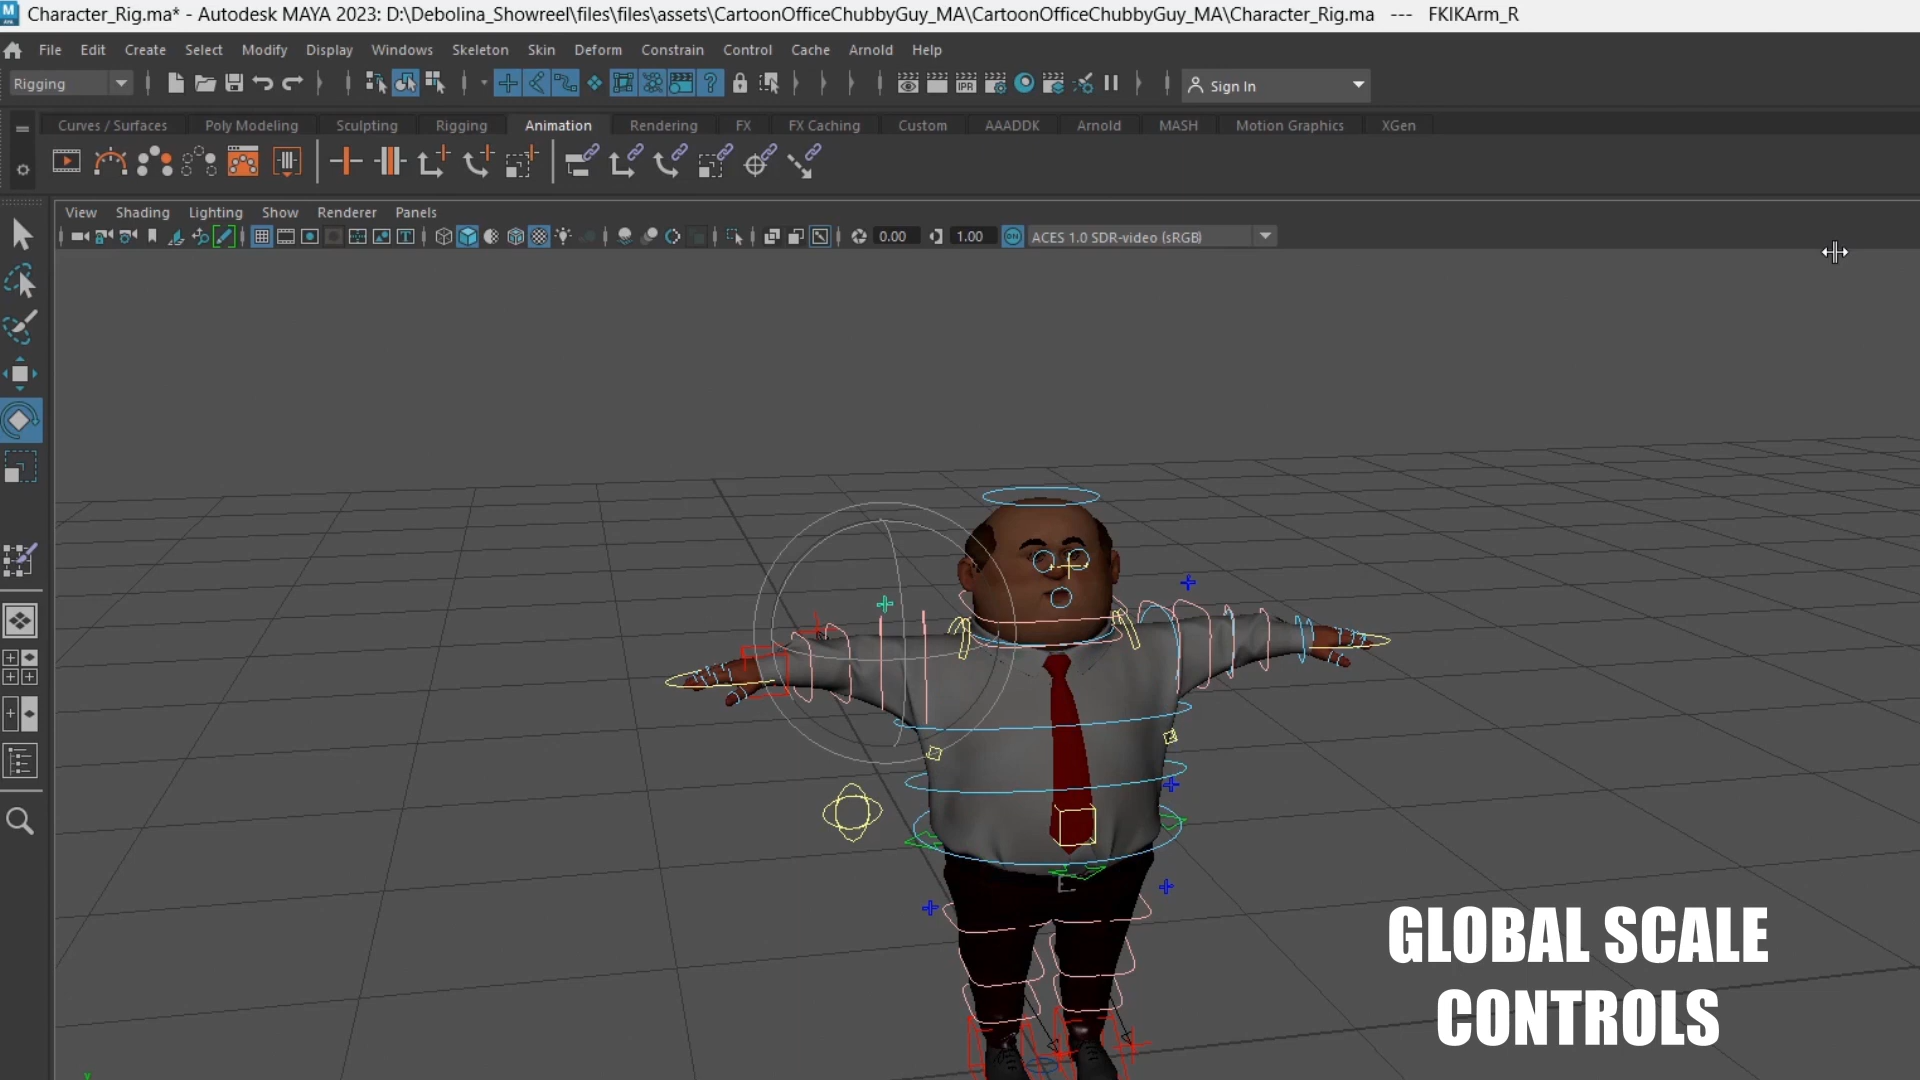 Character_Rig.ma* - Autodesk MAYA 2023: D:\Debolina_Showreel\files\files\assets\CartoonOfficeChubbyGuy_MA\CartoonOfficeChubbyGuy_MA\Character_Rig.ma --- FKIKArm_R
File Edit Create Select Modify Display Windows Skeleton Skin Deform Constrain Control Cache Arnold Help
Rigging IPR Sign In
Curves / Surfaces Poly Modeling Sculpting Rigging Animation Rendering FX FX Caching Custom AAADDK Arnold MASH Motion Graphics XGen
View Shading Lighting Show Renderer Panels
0.00 1.00 ON ACES 1.0 SDR-video (sRGB)
GLOBAL SCALE
CONTROLS
y